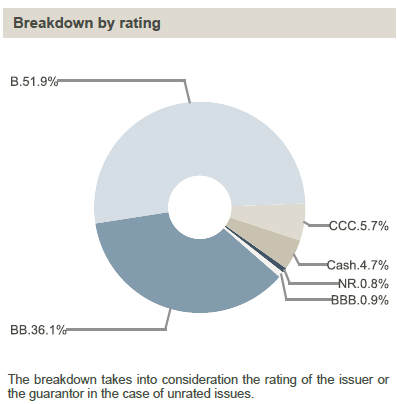 Breakdown by rating
B.51.9%
CCC.5.7%
Cash.4.7%
NR.0.8%
BBB.0.9%
BB.36.1%
The breakdown takes into consideration the rating of the issuer or
the guarantor in the case of unrated issues.